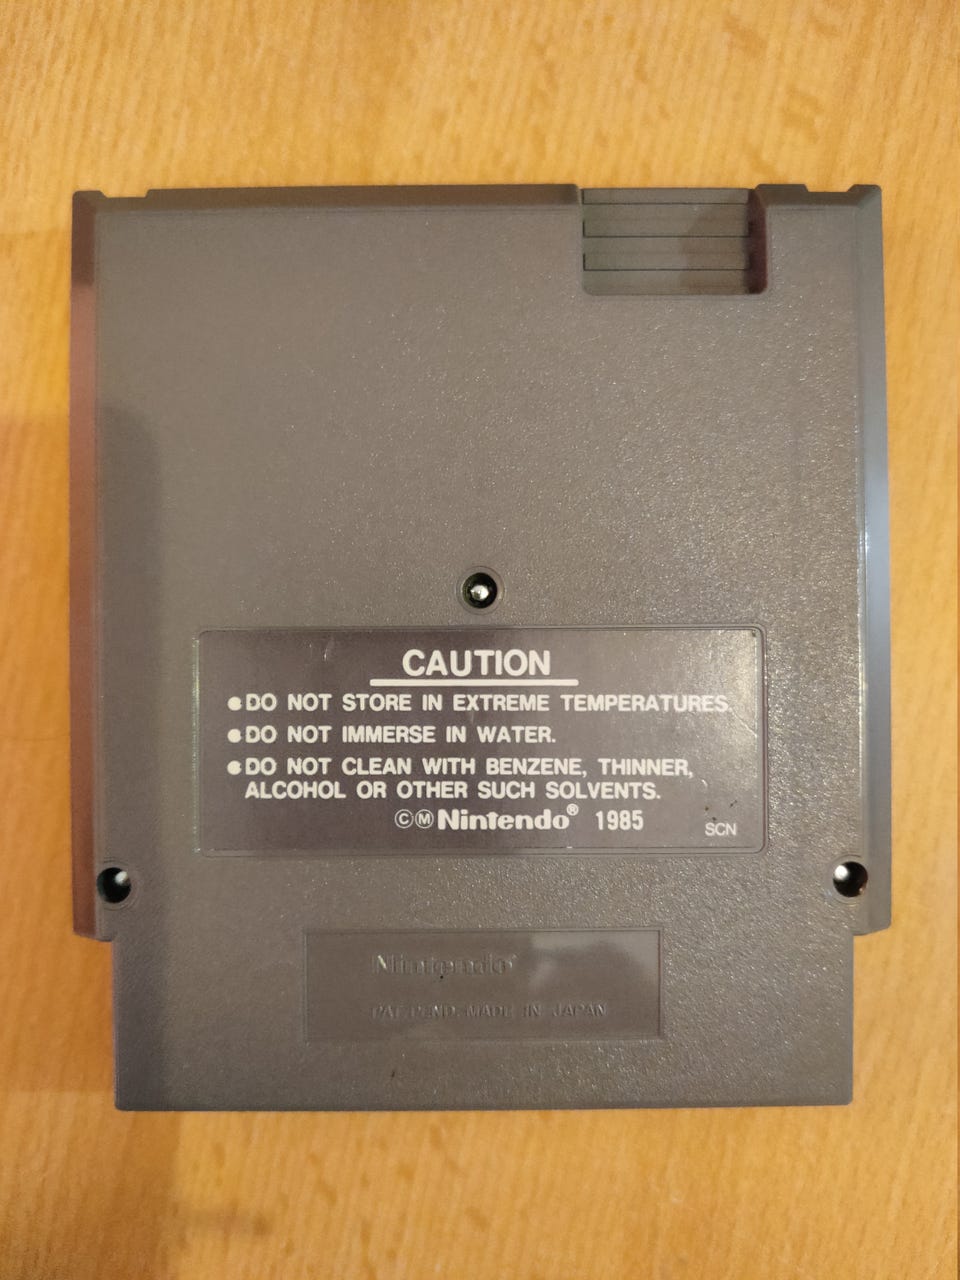 CAUTION
●DO NOT STORE IN EXTREME TEMPERATURES.
●DO NOT IMMERSE IN WATER.
●DO NOT CLEAN WITH BENZENE, THINNER,
ALCOHOL OR OTHER SUCH SOLVENTS.
©Ⓜ Nintendo® 1985
SCN
Nintendo®
PAT. PEND. MADE IN JAPAN